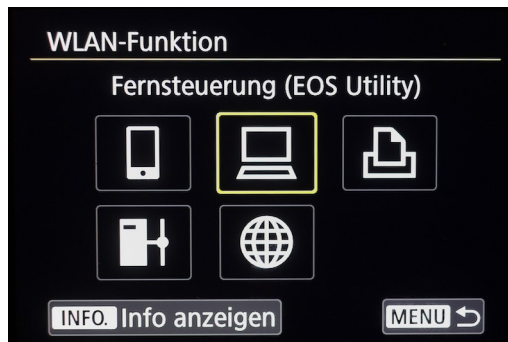 WLAN-Funktion
Fernsteuerung (EOS Utility)
INFO. Info anzeigen
MENU